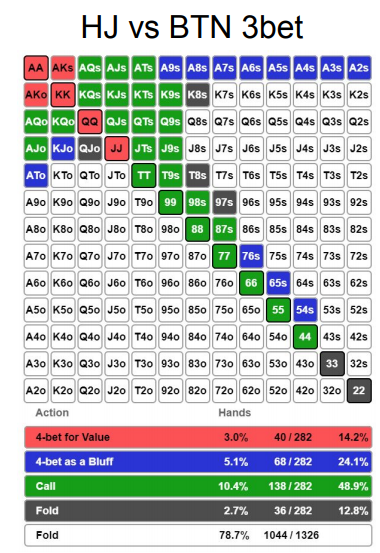 HJ vs BTN 3bet
AA AKs AQs AJs ATs A9s A8s A7s A6s A5s A4s A3s A2s
AKo KK KQs KJs KTs K9s K8s K7s K6s K5s K4s K3s K2s
AQo KQo QQ QJs QTs Q9s Q8s Q7s Q6s Q5s Q4s Q3s Q2s
AJo KJo QJo JJ JTs J9s J8s J7s J6s J5s J4s J3s J2s
ATo KTo QTo JTo TT T9s T8s T7s T6s T5s T4s T3s T2s
A9o K9o Q9o J9o T9o 99 98s 97s 96s 95s 94s 93s 92s
A8o K8o Q8o J8o T8o 98o 88 87s 86s 85s 84s 83s 82s
A7o K7o Q7o J7o T7o 97o 87o 77 76s 75s 74s 73s 72s
A6o K6o Q6o J6o T6o 96o 86o 76o 66 65s 64s 63s 62s
A5o K5o Q5o J5o T5o 95o 85o 75o 65o 55 54s 53s 52s
A4o K4o Q4o J4o T4o 94o 84o 74o 64o 54o 44 43s 42s
A3o K3o Q3o J3o T3o 93o 83o 73o 63o 53o 43o 33 32s
A2o K2o Q2o J2o T2o 92o 82o 72o 62o 52o 42o 32o 22
Action Hands
4-bet for Value 3.0% 40 / 282 14.2%
4-bet as a Bluff 5.1% 68 / 282 24.1%
Call 10.4% 138 / 282 48.9%
Fold 2.7% 36 / 282 12.8%
Fold 78.7% 1044 / 1326